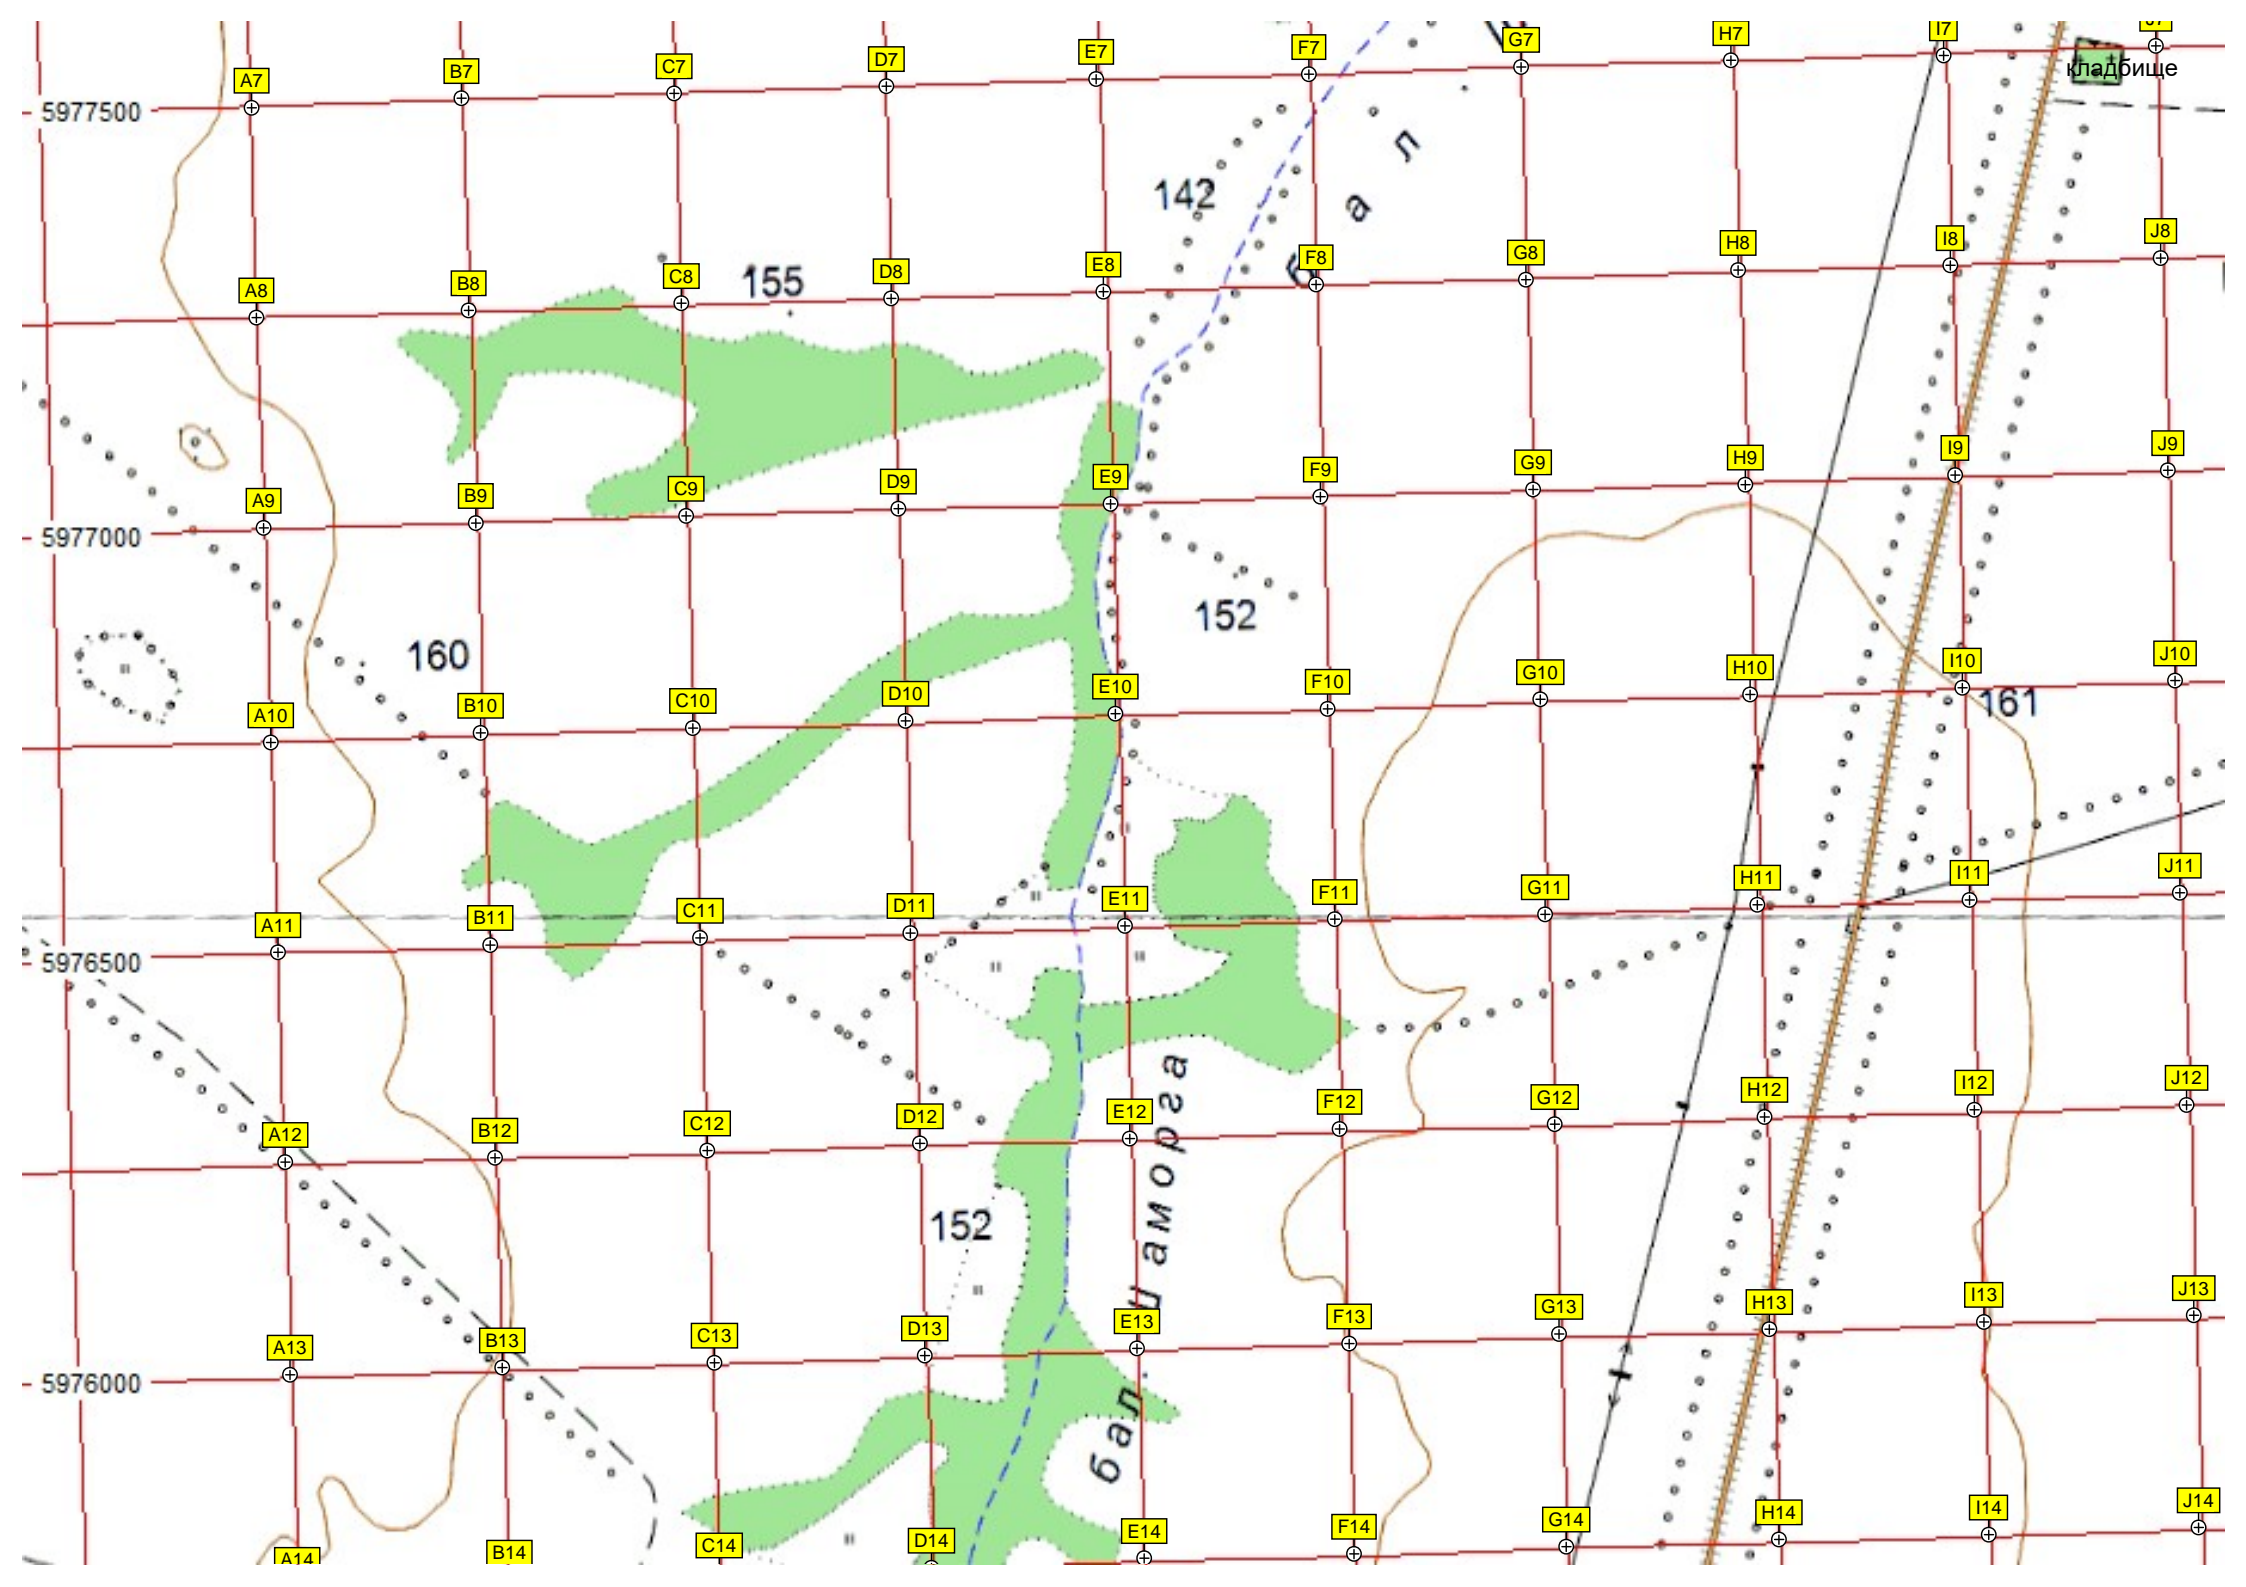 A7 B7 C7 D7 E7 F7 G7 H7 I7 J7
кладбище
5977500
142
б а л
A8 B8 C8 D8 E8 F8 G8 H8 I8 J8
155
A9 B9 C9 D9 E9 F9 G9 H9 I9 J9
5977000
152
160
161
A10 B10 C10 D10 E10 F10 G10 H10 I10 J10
A11 B11 C11 D11 E11 F11 G11 H11 I11 J11
5976500
A12 B12 C12 D12 E12 F12 G12 H12 I12 J12
152
бал.
A13 B13 C13 D13 E13 F13 G13 H13 I13 J13
5976000
A14 B14 C14 D14 E14 F14 G14 H14 I14 J14